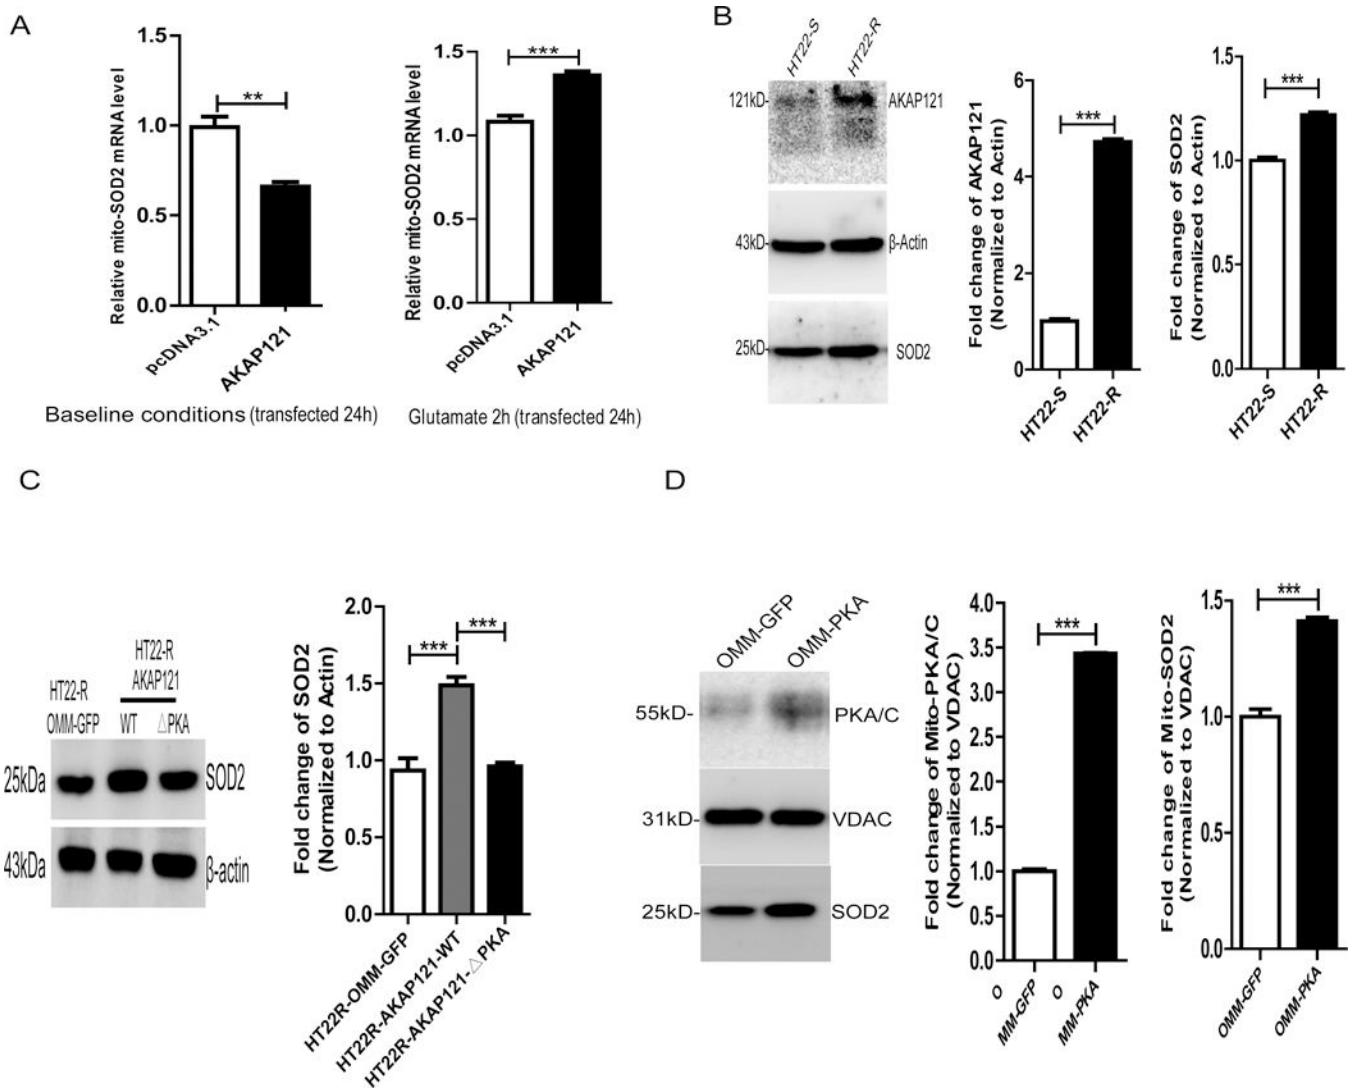 A
Relative mito-SOD2 mRNA level
1.5
1.0
0.5
0.0
**
pcDNA3.1
AKAP121
Baseline conditions (transfected 24h)
Relative mito-SOD2 mRNA level
1.5
1.0
0.5
0.0
***
pcDNA3.1
AKAP121
Glutamate 2h (transfected 24h)
B
HT22-S
HT22-R
121kD-
AKAP121
43kD-
β-Actin
25kD-
SOD2
Fold change of AKAP121
(Normalized to Actin)
6
4
2
0
***
HT22-S
HT22-R
Fold change of SOD2
(Normalized to Actin)
1.5
1.0
0.5
0.0
***
HT22-S
HT22-R
C
HT22-R
OMM-GFP
HT22-R
AKAP121
WT
△PKA
25kDa
SOD2
43kDa
β-actin
Fold change of SOD2
(Normalized to Actin)
2.0
1.5
1.0
0.5
0.0
***
***
HT22R-OMM-GFP
HT22R-AKAP121-WT
HT22R-AKAP121-△PKA
D
OMM-GFP
OMM-PKA
55kD-
PKA/C
31kD-
VDAC
25kD-
SOD2
Fold change of Mito-PKA/C
(Normalized to VDAC)
4.0
3.5
3.0
2.5
2.0
1.5
1.0
0.5
0
***
O
MM-GFP
O
MM-PKA
Fold change of Mito-SOD2
(Normalized to VDAC)
1.5
1.0
0.5
0.0
***
OMM-GFP
OMM-PKA